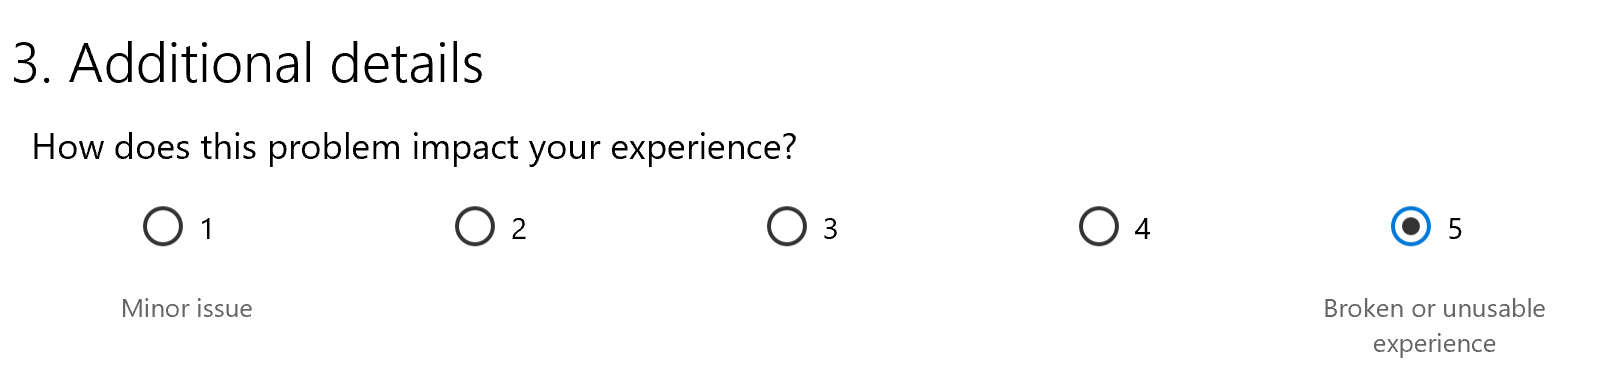 3. Additional details
How does this problem impact your experience?
1 2 3 4 5
Minor issue Broken or unusable
experience